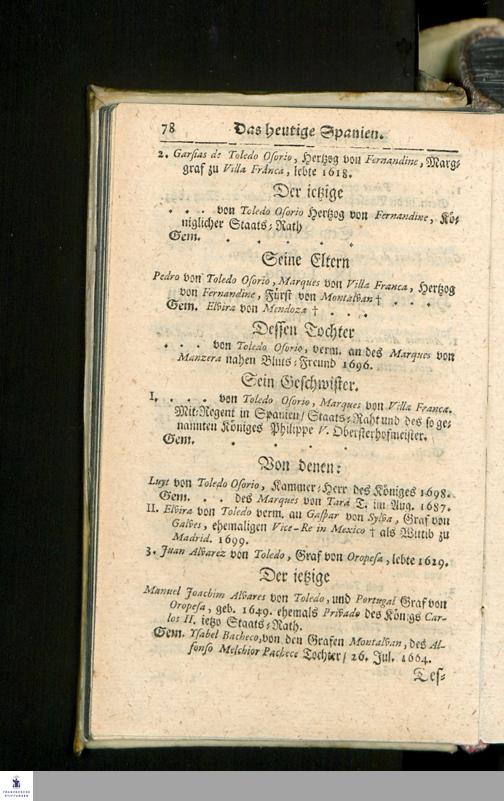 78 Das heutige Spanien.
2. Garsias de Toledo Osorio, Hertzog von Fernandine, Marg-
graf zu Villa Franca, lebte 1618.
Der ietzige
. . . . von Toledo Osorio Hertzog von Fernandine, Kö-
niglicher Staats-Rath
Gem. . . . . .
Seine Eltern
Pedro von Toledo Osorio, Marques von Villa Franca, Hertzog
von Fernandine, Fürst von Montalvan † . . .
Gem. Elvira von Mendoza † . . .
Dessen Tochter
. . . von Toledo Osorio, verm. an des Marques von
Manzera nahen Bluts-Freund 1696.
Sein Geschwister.
I. . . . . von Toledo Osorio, Marques von Villa Franca.
Mit-Regent in Spanien/ Staats-Raht und des so ge-
nannten Königes Philippe V. Obersterhofmeister.
Gem. . . . .
Von denen:
Luyt von Toledo Osorio, Kammer-Herr des Königes 1698.
Gem. . . des Marques von Tara T. im Aug. 1687.
II. Elvira von Toledo verm. an Gaspar von Sylva, Graf von
Galves, ehemaligen Vice-Re in Mexico † als Wittib zu
Madrid. 1699.
3. Juan Alvarez von Toledo, Graf von Oropesa, lebte 1629.
Der ietzige
Manuel Joachim Alvares von Toledo, und Portugal Graf von
Oropesa, geb. 1649. ehemals Privado des Königs Car-
los II. ietzo Staats-Rath.
Gem. Ysabel Bacheco, von den Grafen Montalvan, des Al-
fonso Melchior Pachece Tochter/ 26. Jul. 1664.
Des-
FRANCKESCHE
STIFTUNGEN